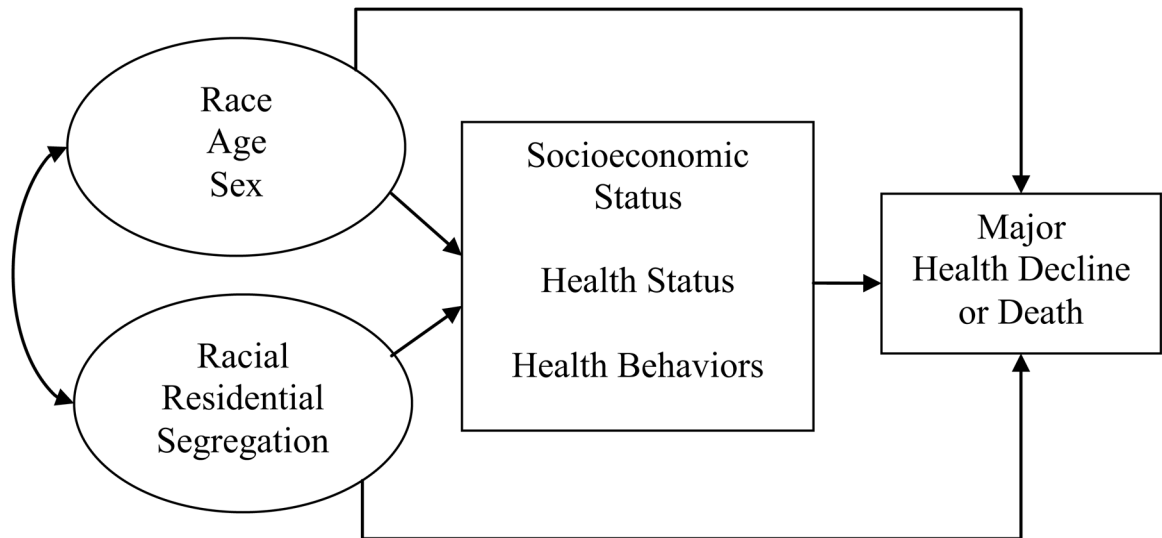 Race
Age
Sex
Racial
Residential
Segregation
Socioeconomic
Status
Health Status
Health Behaviors
Major
Health Decline
or Death